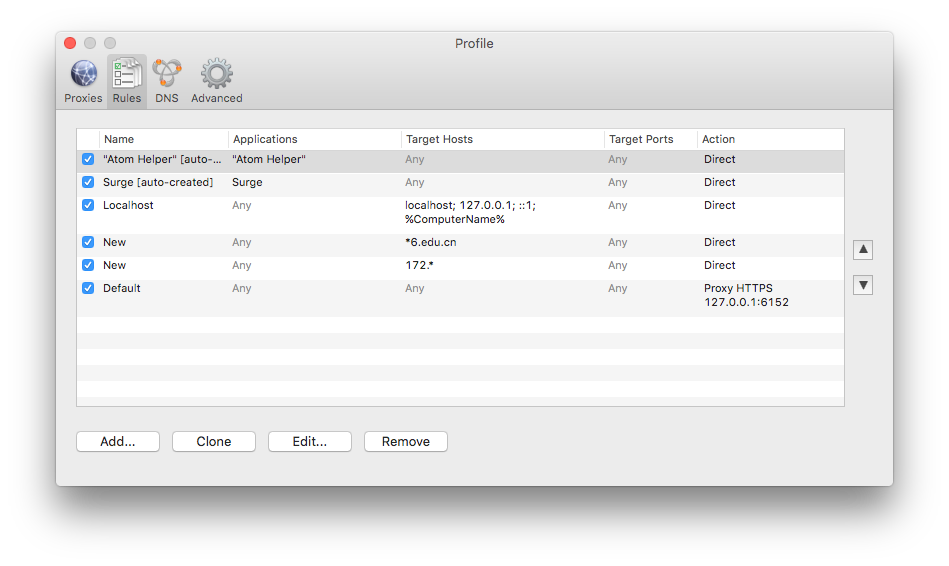 Profile
Proxies Rules DNS Advanced
Name Applications Target Hosts Target Ports Action
"Atom Helper" [auto-... "Atom Helper" Any Any Direct
Surge [auto-created] Surge Any Any Direct
Localhost Any localhost; 127.0.0.1; ::1; Any Direct
%ComputerName%
New Any *6.edu.cn Any Direct
New Any 172.* Any Direct
Default Any Any Any Proxy HTTPS
127.0.0.1:6152
Add... Clone Edit... Remove